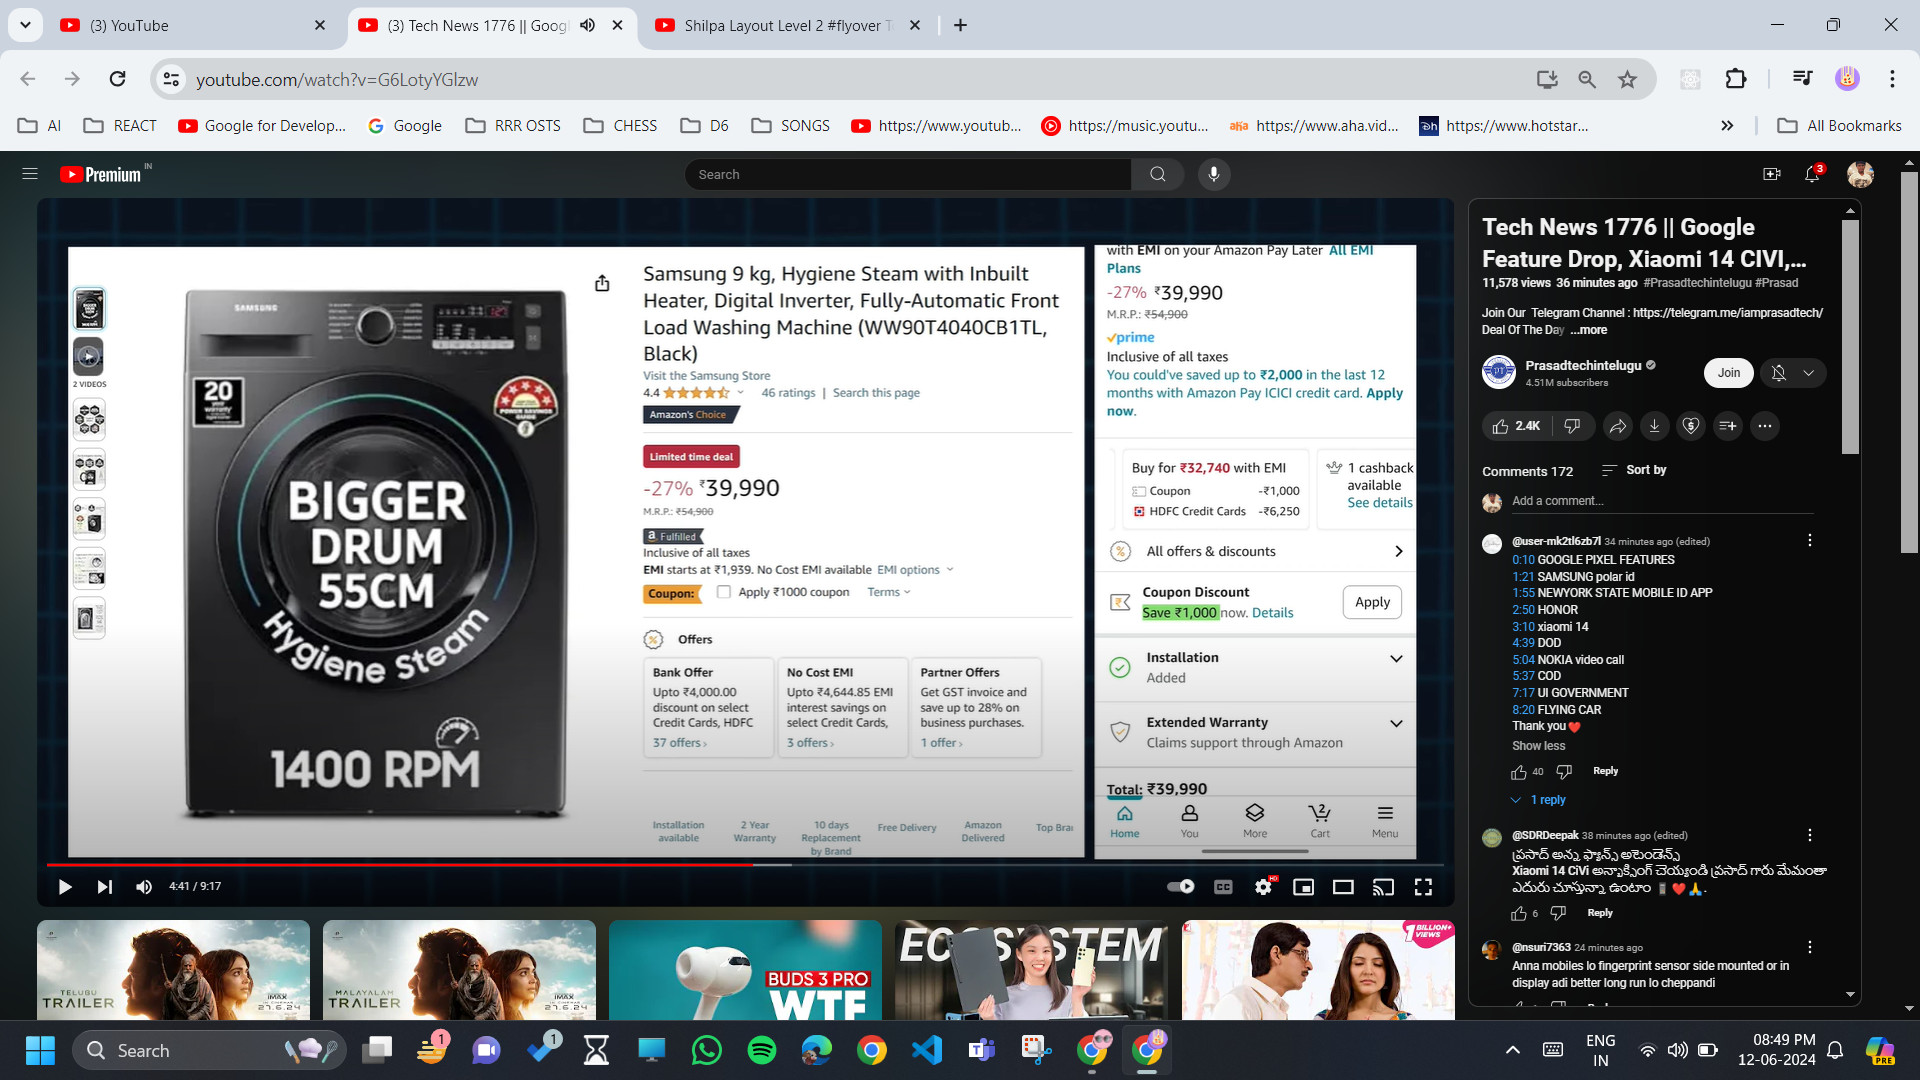 (3) YouTube
(3) Tech News 1776 || Goog
Shilpa Layout Level 2 #flyover
youtube.com/watch?v=G6LotyYGlzw
AI
REACT
Google for Develop...
Google
RRR OSTS
CHESS
D6
SONGS
https://www.youtub...
https://music.youtu...
aha
https://www.aha.vid...
https://www.hotstar...
All Bookmarks
Premium IN
Search
3
SAMSUNG
20
POWER SAVINGS
BIGGER
DRUM
55CM
Hygiene Steam
1400 RPM
2 VIDEOS
Samsung 9 kg, Hygiene Steam with Inbuilt
Heater, Digital Inverter, Fully-Automatic Front
Load Washing Machine (WW90T4040CB1TL,
Black)
Visit the Samsung Store
4.4
46 ratings | Search this page
Amazon's Choice
Limited time deal
-27% ₹39,990
M.R.P.: ₹54,900
a Fulfilled
Inclusive of all taxes
EMI starts at ₹1,939. No Cost EMI available EMI options
Coupon: Apply ₹1000 coupon Terms
Offers
Bank Offer
Upto ₹4,000.00
discount on select
Credit Cards, HDFC
37 offers
No Cost EMI
Upto ₹4,644.85 EMI
interest savings on
select Credit Cards,
3 offers
Partner Offers
Get GST invoice and
save up to 28% on
business purchases.
1 offer
Installation
available
2 Year
Warranty
10 days
Replacement
by Brand
Free Delivery
Amazon
Delivered
Top Bra
with EMI on your Amazon Pay Later All EMI
Plans
-27% ₹39,990
M.R.P.: ₹54,900
prime
Inclusive of all taxes
You could've saved up to ₹2,000 in the last 12
months with Amazon Pay ICICI credit card. Apply
now.
Buy for ₹32,740 with EMI
Coupon -₹1,000
HDFC Credit Cards -₹6,250
1 cashback
available
See details
All offers & discounts
Coupon Discount
Save ₹1,000 now. Details
Apply
Installation
Added
Extended Warranty
Claims support through Amazon
Total: ₹39,990
Home
You
More
2
Cart
Menu
4:41 / 9:17
CC
HD
TELUGU
TRAILER
IMAX
27.6.24
MALAYALAM
TRAILER
IMAX
27.6.24
BUDS 3 PRO
WTF
ECOSYSTEM
1 BILLION+
VIEWS
Tech News 1776 || Google
Feature Drop, Xiaomi 14 CIVI,...
11,578 views 36 minutes ago #Prasadtechintelugu #Prasad
Join Our Telegram Channel : https://telegram.me/iamprasadtech/
Deal Of The Day ...more
Prasadtechintelugu
4.51M subscribers
Join
2.4K
Comments 172
Sort by
Add a comment...
@user-mk2tl6zb7l 34 minutes ago (edited)
0:10 GOOGLE PIXEL FEATURES
1:21 SAMSUNG polar id
1:55 NEWYORK STATE MOBILE ID APP
2:50 HONOR
3:10 xiaomi 14
4:39 DOD
5:04 NOKIA video call
5:37 COD
7:17 UI GOVERNMENT
8:20 FLYING CAR
Thank you❤️
Show less
40 Reply
1 reply
@SDRDeepak 38 minutes ago (edited)
ప్రసాద్ అన్న ఫ్యాన్స్ అటెండెన్స్
Xiaomi 14 CiVi అన్బాక్సింగ్ చెయ్యండి ప్రసాద్ గారు మేమంతా
ఎదురు చూస్తున్నా ఉంటాం 📱❤️🙏.
6 Reply
@nsuri7363 24 minutes ago
Anna mobiles lo fingerprint sensor side mounted or in
display adi better long run lo cheppandi
Search
1
1
ENG
IN
08:49 PM
12-06-2024
PRE